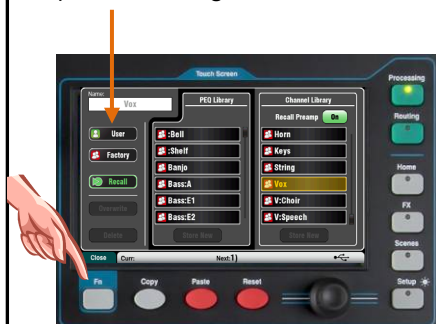 Touch Screen
Processing
Name:
Vox
PEQ Library
Channel Library
Recall Preamp On
Routing
User
:Bell
Horn
Factory
:Shelf
Keys
Banjo
String
Home
Recall
Bass:A
Vox
Overwrite
Bass:E1
V:Choir
FX
Bass:E2
V:Speech
Delete
Store New
Store New
Scenes
Close
Curr:
Next:1)
Fn
Copy
Paste
Reset
Setup